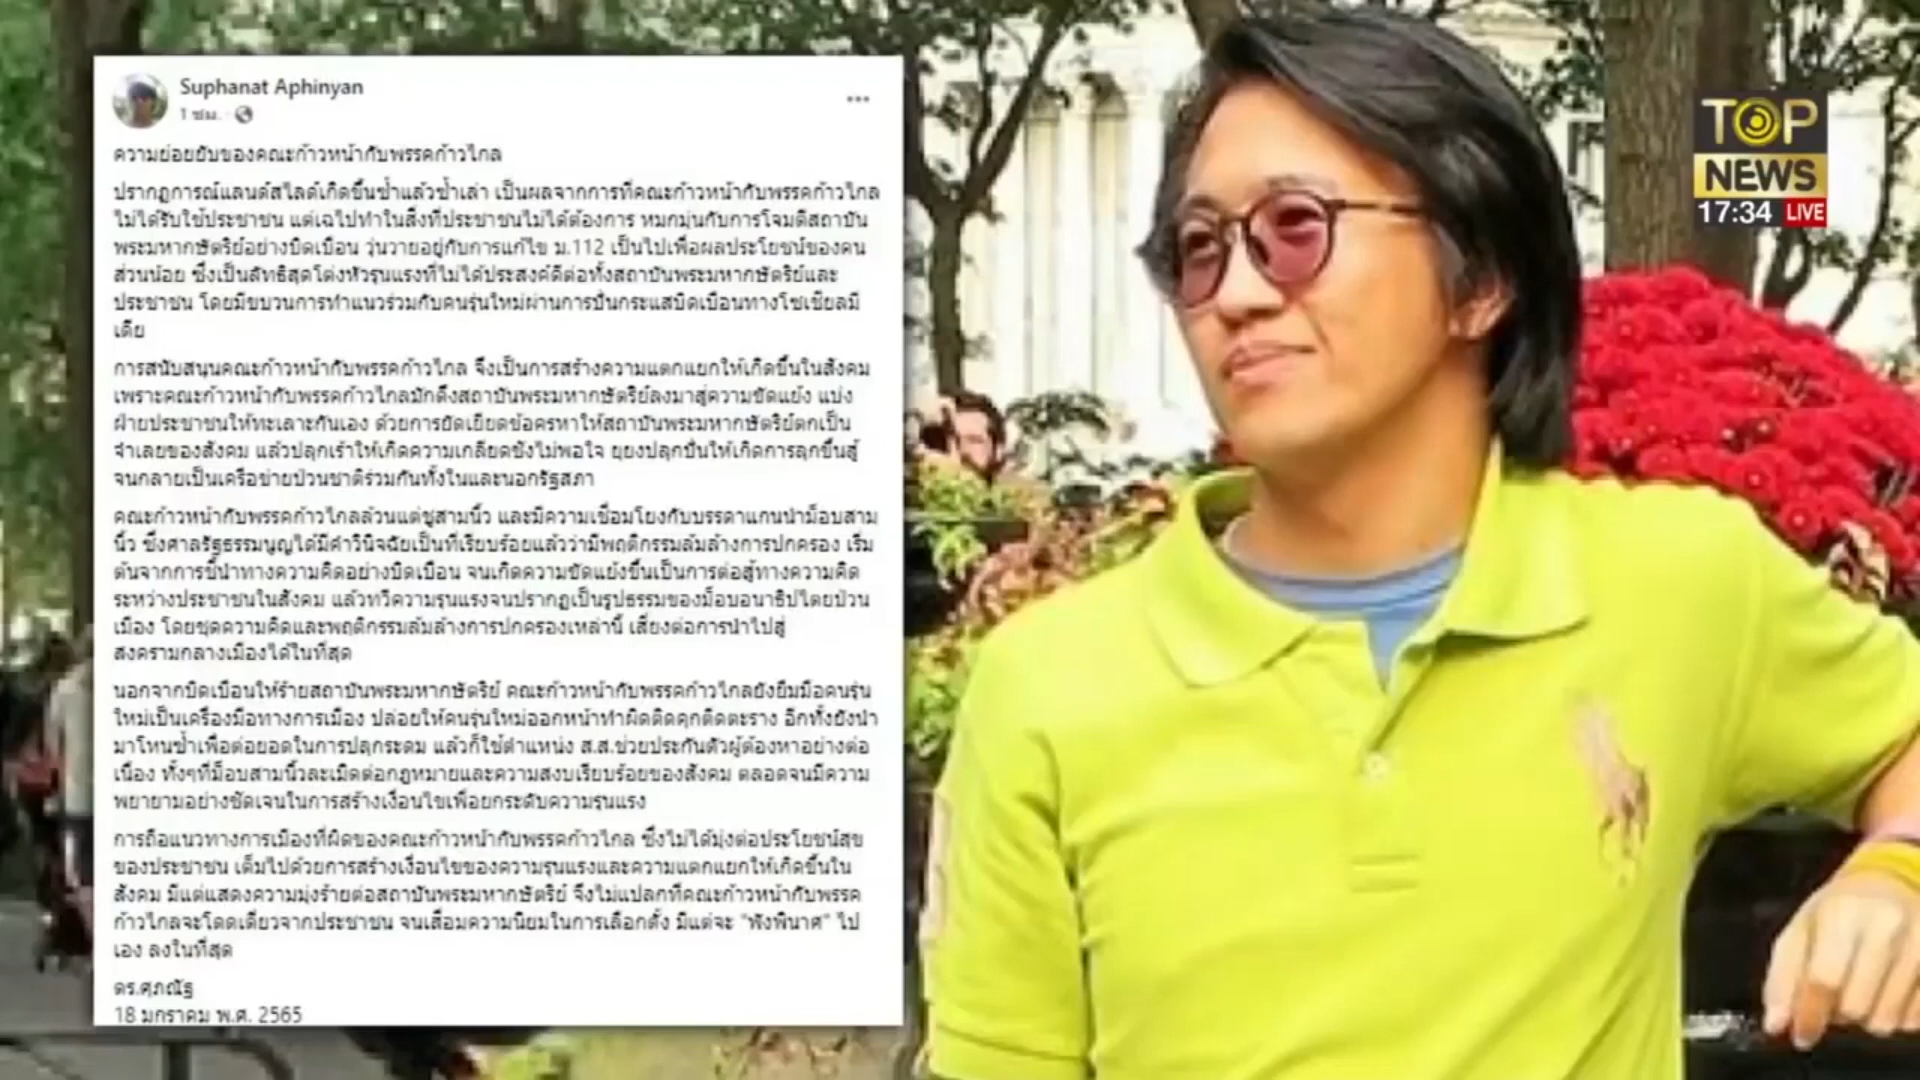 Suphanat Aphinyan
1 ชม.
ความย่อยยับของคณะก้าวหน้ากับพรรคก้าวไกล
ปรากฏการณ์แลนด์สไลด์เกิดขึ้นซ้ำแล้วซ้ำเล่า เป็นผลจากการที่คณะก้าวหน้ากับพรรคก้าวไกล
ไม่ได้รับใช้ประชาชน แต่เฉไปทำในสิ่งที่ประชาชนไม่ได้ต้องการ หมกมุ่นกับการโจมตีสถาบัน
พระมหากษัตริย์อย่างบิดเบือน วุ่นวายอยู่กับการแก้ไข ม.112 เป็นไปเพื่อผลประโยชน์ของคน
ส่วนน้อย ซึ่งเป็นลัทธิสุดโต่งหัวรุนแรงที่ไม่ได้ประสงค์ดีต่อทั้งสถาบันพระมหากษัตริย์และ
ประชาชน โดยมีขบวนการทำแนวร่วมกับคนรุ่นใหม่ผ่านการปั่นกระแสบิดเบือนทางโซเชียลมี
เดีย
การสนับสนุนคณะก้าวหน้ากับพรรคก้าวไกล จึงเป็นการสร้างความแตกแยกให้เกิดขึ้นในสังคม
เพราะคณะก้าวหน้ากับพรรคก้าวไกลมักดึงสถาบันพระมหากษัตริย์ลงมาสู่ความขัดแย้ง แบ่ง
ฝ่ายประชาชนให้ทะเลาะกันเอง ด้วยการยัดเยียดข้อครหาให้สถาบันพระมหากษัตริย์ตกเป็น
จำเลยของสังคม แล้วปลุกเร้าให้เกิดความเกลียดชังไม่พอใจ ยุยงปลุกปั่นให้เกิดการลุกขึ้นสู้
จนกลายเป็นเครือข่ายป่วนชาติร่วมกันทั้งในและนอกรัฐสภา
คณะก้าวหน้ากับพรรคก้าวไกลล้วนแต่ชูสามนิ้ว และมีความเชื่อมโยงกับบรรดาแกนนำม็อบสาม
นิ้ว ซึ่งศาลรัฐธรรมนูญได้มีคำวินิจฉัยเป็นที่เรียบร้อยแล้วว่ามีพฤติกรรมล้มล้างการปกครอง เริ่ม
ต้นจากการชี้นำทางความคิดอย่างบิดเบือน จนเกิดความขัดแย้งขึ้นเป็นการต่อสู้ทางความคิด
ระหว่างประชาชนในสังคม แล้วทวีความรุนแรงจนปรากฏเป็นรูปธรรมของม็อบอนาธิปไตยป่วน
เมือง โดยชุดความคิดและพฤติกรรมล้มล้างการปกครองเหล่านี้ เสี่ยงต่อการนำไปสู่
สงครามกลางเมืองได้ในที่สุด
นอกจากบิดเบือนให้ร้ายสถาบันพระมหากษัตริย์ คณะก้าวหน้ากับพรรคก้าวไกลยังยืมมือคนรุ่น
ใหม่เป็นเครื่องมือทางการเมือง ปล่อยให้คนรุ่นใหม่ออกหน้าทำผิดติดคุกติดตะราง อีกทั้งยังนำ
มาโหนซ้ำเพื่อต่อยอดในการปลุกระดม แล้วก็ใช้ตำแหน่ง ส.ส.ช่วยประกันตัวผู้ต้องหาอย่างต่อ
เนื่อง ทั้งๆที่ม็อบสามนิ้วละเมิดต่อกฎหมายและความสงบเรียบร้อยของสังคม ตลอดจนมีความ
พยายามอย่างชัดเจนในการสร้างเงื่อนไขเพื่อยกระดับความรุนแรง
การถือแนวทางการเมืองที่ผิดของคณะก้าวหน้ากับพรรคก้าวไกล ซึ่งไม่ได้มุ่งต่อประโยชน์สุข
ของประชาชน เต็มไปด้วยการสร้างเงื่อนไขของความรุนแรงและความแตกแยกให้เกิดขึ้นใน
สังคม มีแต่แสดงความมุ่งร้ายต่อสถาบันพระมหากษัตริย์ จึงไม่แปลกที่คณะก้าวหน้ากับพรรค
ก้าวไกลจะโดดเดี่ยวจากประชาชน จนเสื่อมความนิยมในการเลือกตั้ง มีแต่จะ "พังพินาศ" ไป
เอง ลงในที่สุด
ดร.ศุภณัฐ
18 มกราคม พ.ศ. 2565
TOP
NEWS
17:34 LIVE